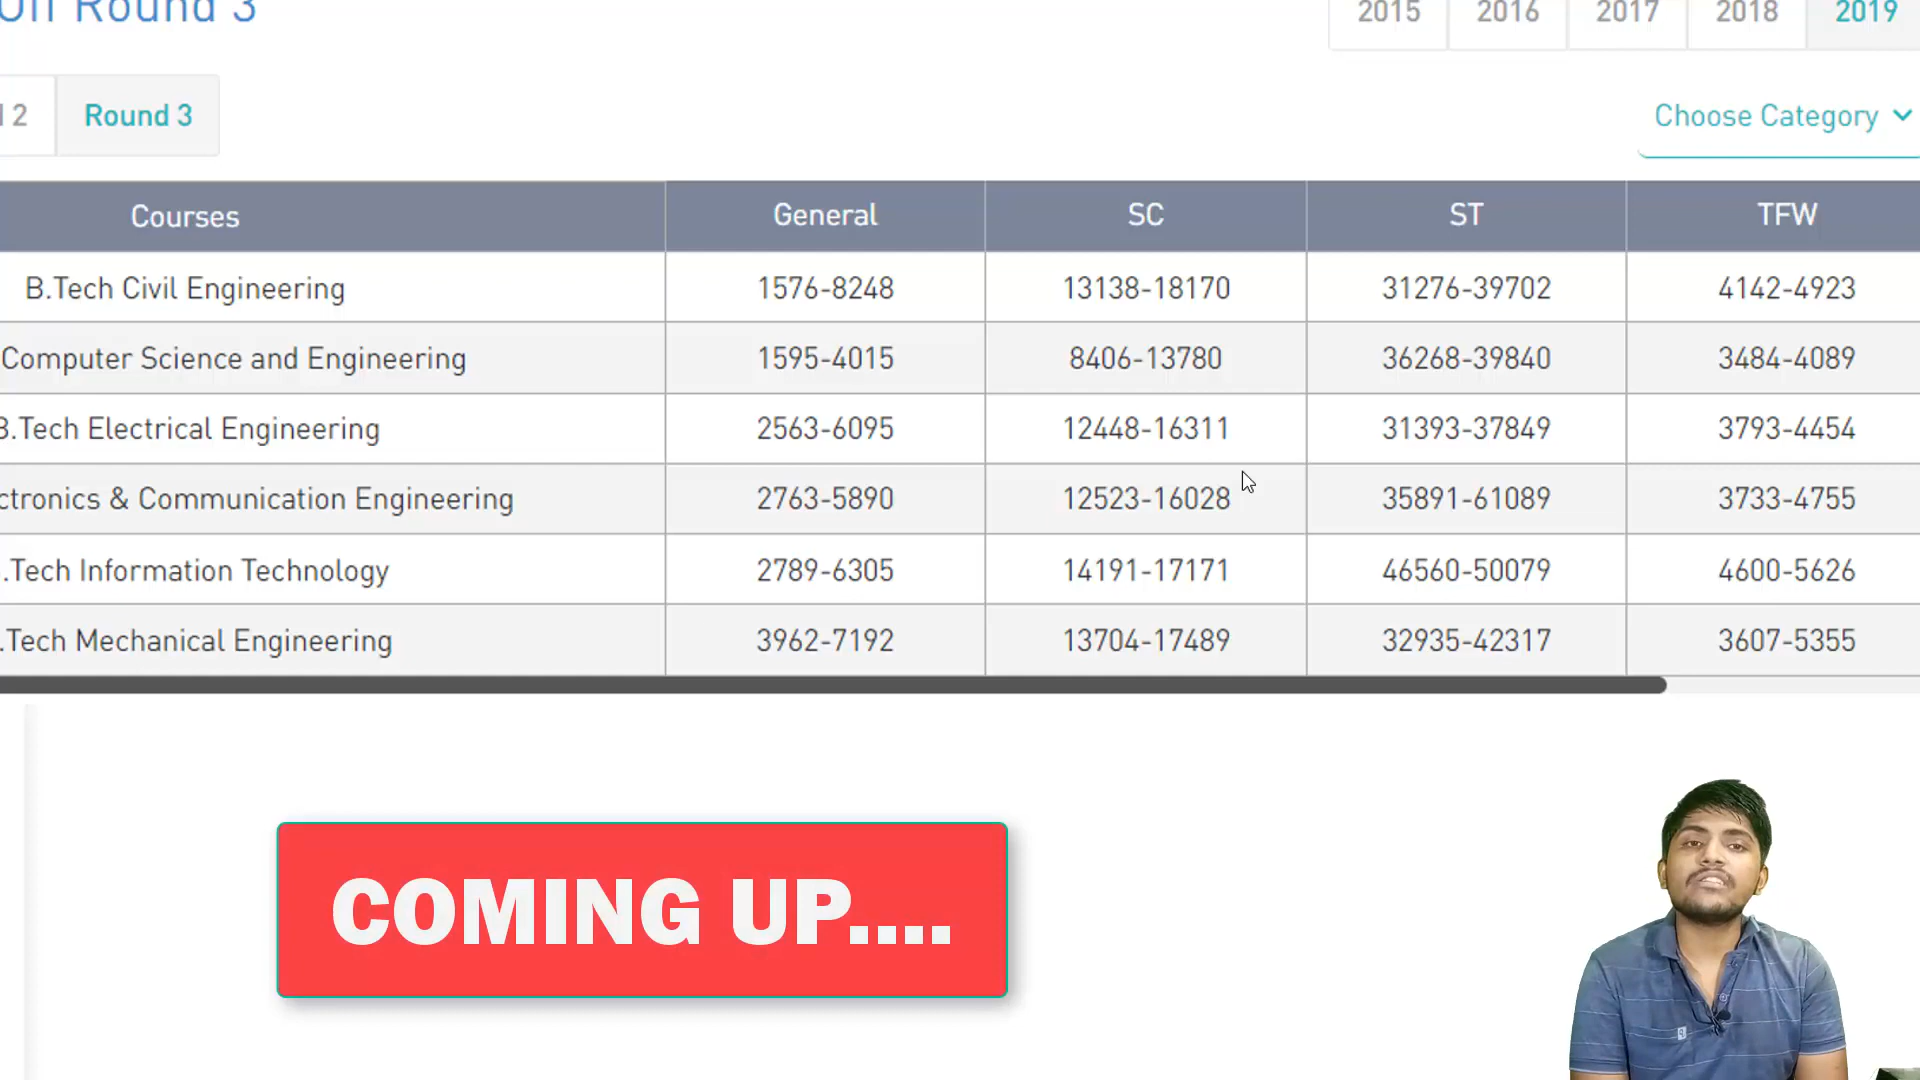 Off Round 3
2015 2016 2017 2018 2019
2 Round 3 Choose Category
Courses General SC ST TFW
B.Tech Civil Engineering 1576-8248 13138-18170 31276-39702 4142-4923
Computer Science and Engineering 1595-4015 8406-13780 36268-39840 3484-4089
B.Tech Electrical Engineering 2563-6095 12448-16311 31393-37849 3793-4454
ctronics & Communication Engineering 2763-5890 12523-16028 35891-61089 3733-4755
.Tech Information Technology 2789-6305 14191-17171 46560-50079 4600-5626
.Tech Mechanical Engineering 3962-7192 13704-17489 32935-42317 3607-5355
COMING UP....